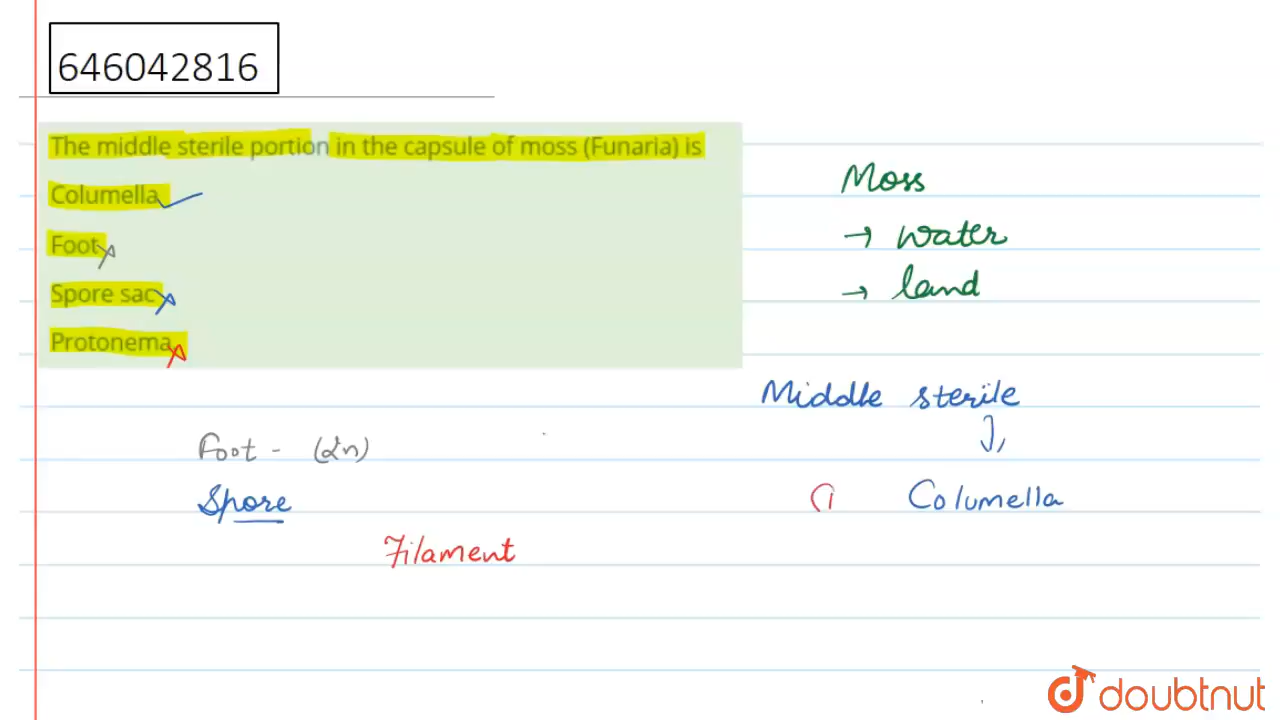 646042816
The middle sterile portion in the capsule of moss (Funaria) is
Columella
Foot
Spore sac
Protonema
Moss
→ water
→ land
Middle sterile
Columella
Foot - (2n)
Spore
Filament
doubtnut